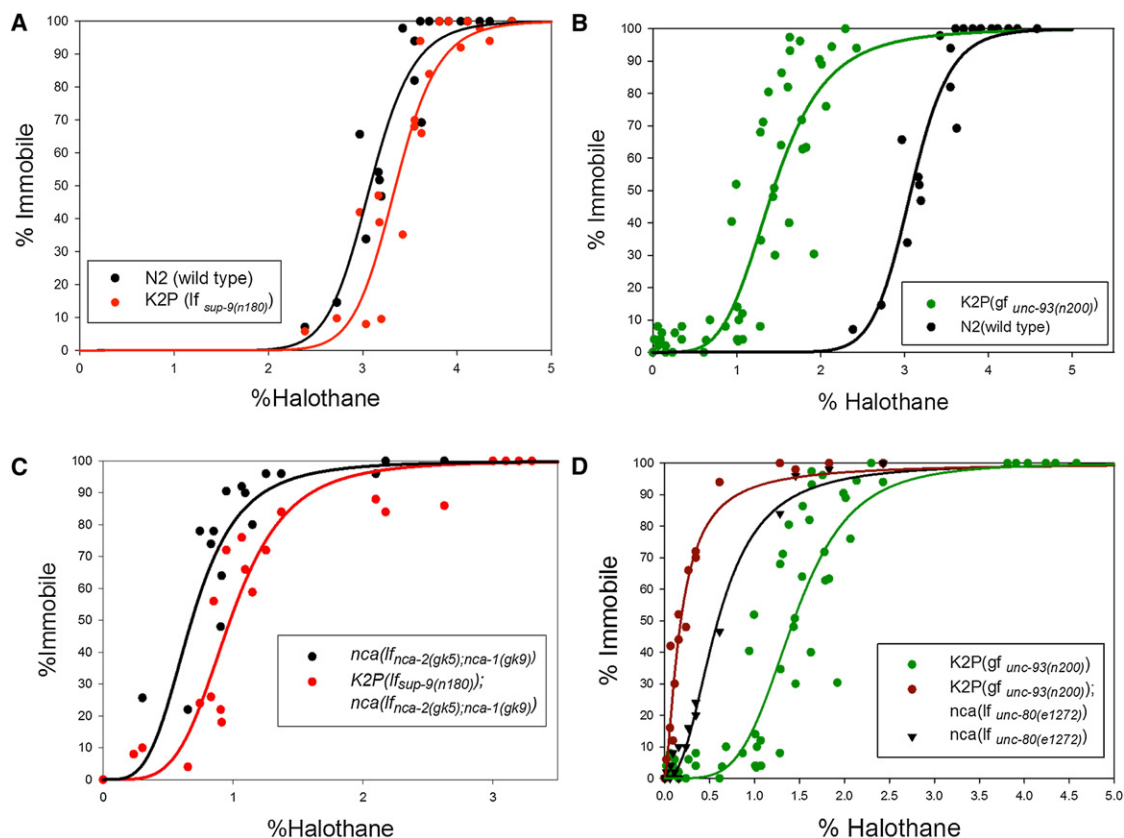 A
% Immobile
100
90
80
70
60
50
40
30
20
10
0
N2 (wild type)
K2P (lf sup-9(n180))
0 1 2 3 4 5
%Halothane
B
% Immobile
100
90
80
70
60
50
40
30
20
10
0
K2P(gf unc-93(n200))
N2(wild type)
0 1 2 3 4 5
% Halothane
C
%Immobile
100
90
80
70
60
50
40
30
20
10
0
nca(lf nca-2(gk5);nca-1(gk9))
K2P(lf sup-9(n180));
nca(lf nca-2(gk5);nca-1(gk9))
0 1 2 3
%Halothane
D
% Immobile
100
90
80
70
60
50
40
30
20
10
0
K2P(gf unc-93(n200))
K2P(gf unc-93(n200));
nca(lf unc-80(e1272))
nca(lf unc-80(e1272))
0.0 0.5 1.0 1.5 2.0 2.5 3.0 3.5 4.0 4.5 5.0
% Halothane